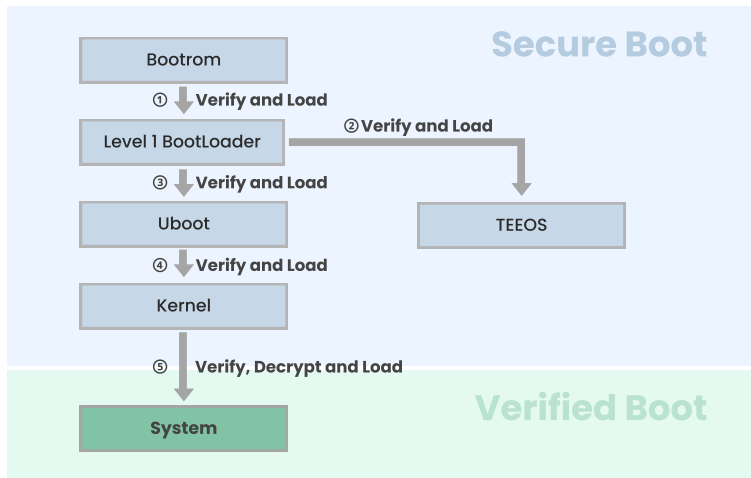 Secure Boot
Bootrom
① Verify and Load
② Verify and Load
Level 1 BootLoader
③ Verify and Load
Uboot
TEEOS
④ Verify and Load
Kernel
⑤ Verify, Decrypt and Load
Verified Boot
System